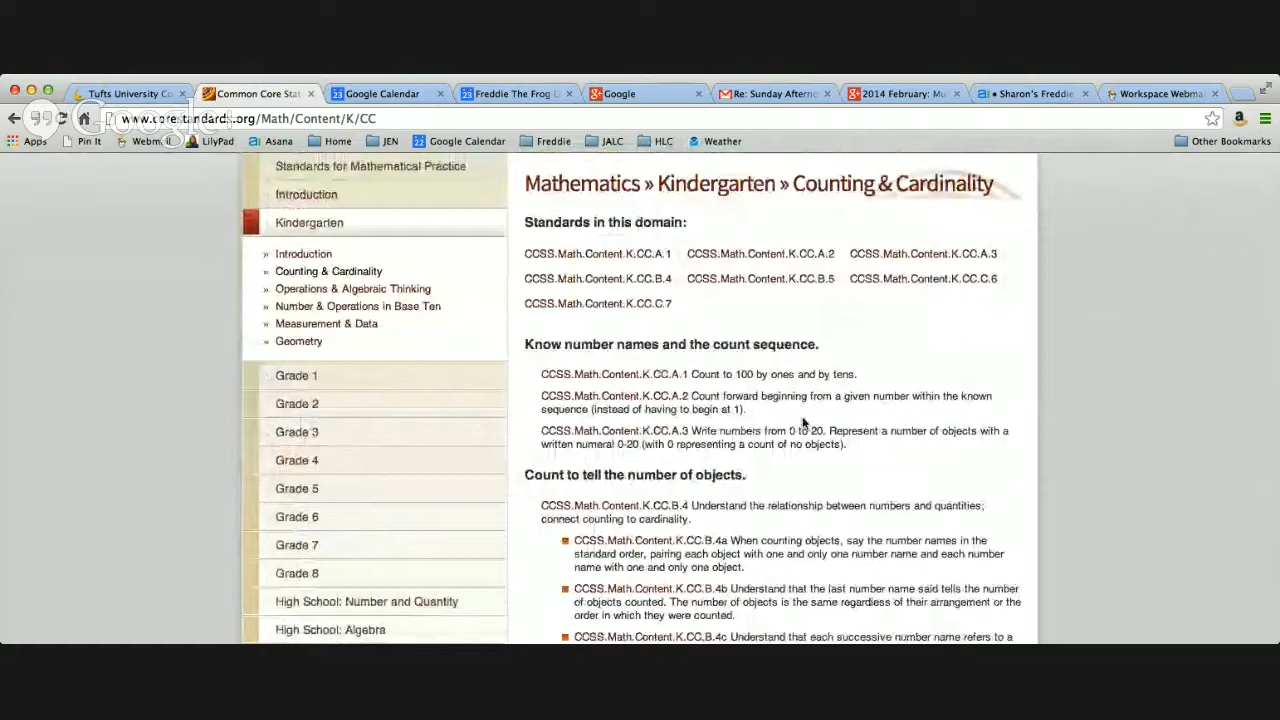 Tufts University Co
Common Core Stat
Google Calendar
Freddie The Frog L
Google
Re: Sunday Afterno
2014 February: Mu
Sharon's Freddie
Workspace Webma
Google+
www.corestandards.org/Math/Content/K/CC
Apps
Pin It
Webmail
LilyPad
Asana
Home
JEN
Google Calendar
Freddie
JALC
HLC
Weather
Other Bookmarks
Standards for Mathematical Practice
Introduction
Kindergarten
» Introduction
» Counting & Cardinality
» Operations & Algebraic Thinking
» Number & Operations in Base Ten
» Measurement & Data
» Geometry
Grade 1
Grade 2
Grade 3
Grade 4
Grade 5
Grade 6
Grade 7
Grade 8
High School: Number and Quantity
High School: Algebra
Mathematics » Kindergarten » Counting & Cardinality
Standards in this domain:
CCSS.Math.Content.K.CC.A.1 CCSS.Math.Content.K.CC.A.2 CCSS.Math.Content.K.CC.A.3
CCSS.Math.Content.K.CC.B.4 CCSS.Math.Content.K.CC.B.5 CCSS.Math.Content.K.CC.C.6
CCSS.Math.Content.K.CC.C.7
Know number names and the count sequence.
CCSS.Math.Content.K.CC.A.1 Count to 100 by ones and by tens.
CCSS.Math.Content.K.CC.A.2 Count forward beginning from a given number within the known
sequence (instead of having to begin at 1).
CCSS.Math.Content.K.CC.A.3 Write numbers from 0 to 20. Represent a number of objects with a
written numeral 0-20 (with 0 representing a count of no objects).
Count to tell the number of objects.
CCSS.Math.Content.K.CC.B.4 Understand the relationship between numbers and quantities;
connect counting to cardinality.
CCSS.Math.Content.K.CC.B.4a When counting objects, say the number names in the
standard order, pairing each object with one and only one number name and each number
name with one and only one object.
CCSS.Math.Content.K.CC.B.4b Understand that the last number name said tells the number
of objects counted. The number of objects is the same regardless of their arrangement or the
order in which they were counted.
CCSS.Math.Content.K.CC.B.4c Understand that each successive number name refers to a